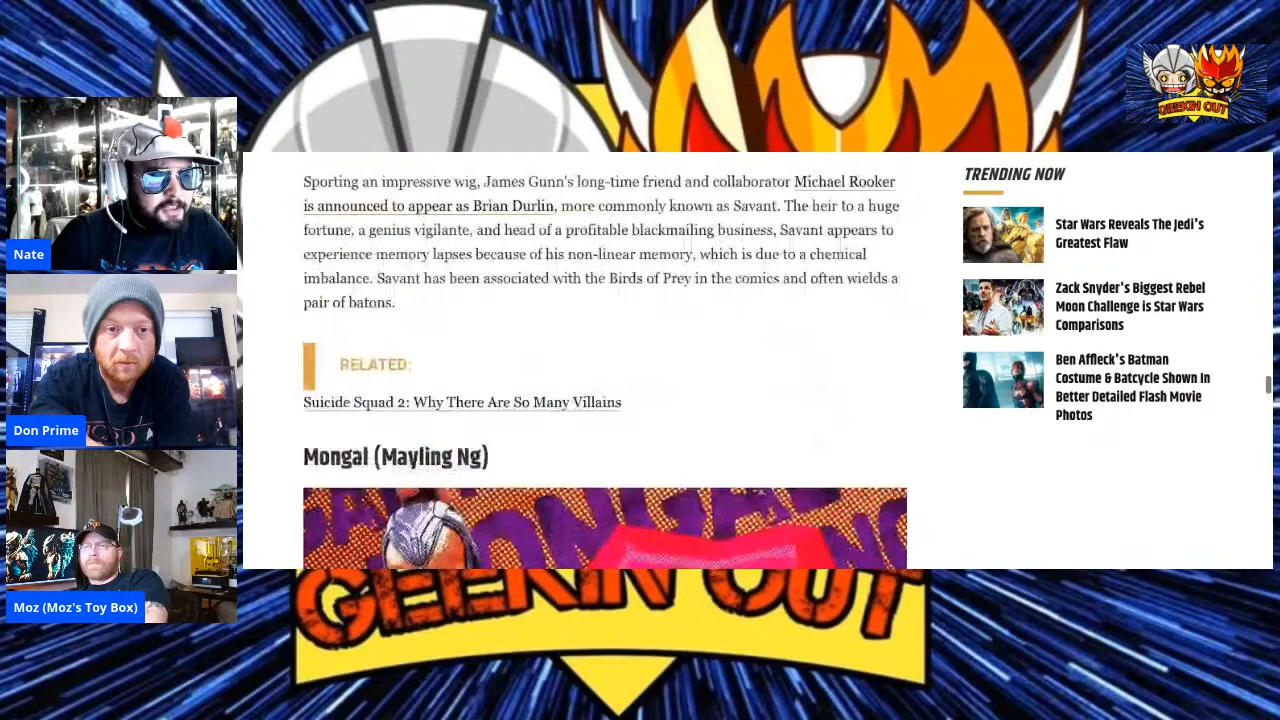 Nate
Don Prime
Moz (Moz's Toy Box)
Sporting an impressive wig, James Gunn's long-time friend and collaborator Michael Rooker
is announced to appear as Brian Durlin, more commonly known as Savant. The heir to a huge
fortune, a genius vigilante, and head of a profitable blackmailing business, Savant appears to
experience memory lapses because of his non-linear memory, which is due to a chemical
imbalance. Savant has been associated with the Birds of Prey in the comics and often wields a
pair of batons.
RELATED:
Suicide Squad 2: Why There Are So Many Villains
Mongal (Mayling Ng)
TRENDING NOW
Star Wars Reveals The Jedi's
Greatest Flaw
Zack Snyder's Biggest Rebel
Moon Challenge is Star Wars
Comparisons
Ben Affleck's Batman
Costume & Batcycle Shown In
Better Detailed Flash Movie
Photos
GEEKIN OUT
GEEKIN OUT